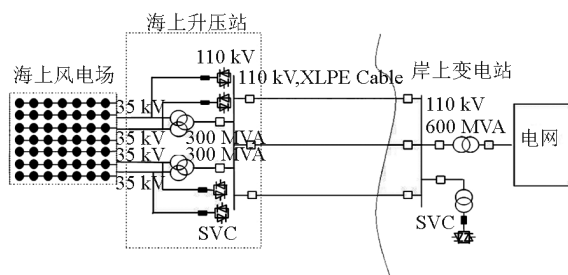 海上升压站
110 kV
海上风电场
110 kV,XLPE Cable
岸上变电站
35 kV
35 kV
35 kV
35 kV
300 MVA
300 MVA
110 kV
600 MVA
电网
SVC
SVC